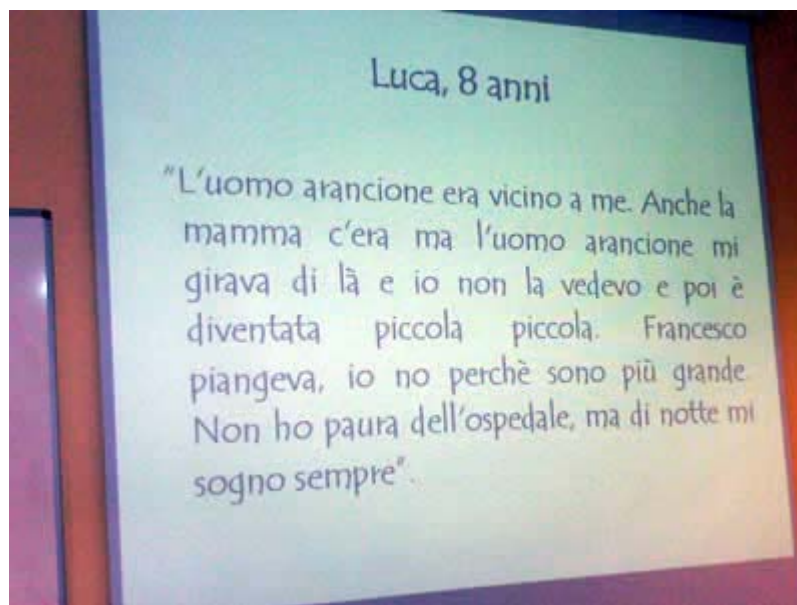 Luca, 8 anni
"L'uomo arancione era vicino a me. Anche la
mamma c'era ma l'uomo arancione mi
girava di là e io non la vedevo e poi è
diventata piccola piccola. Francesco
piangeva, io no perchè sono più grande.
Non ho paura dell'ospedale, ma di notte mi
sogno sempre".